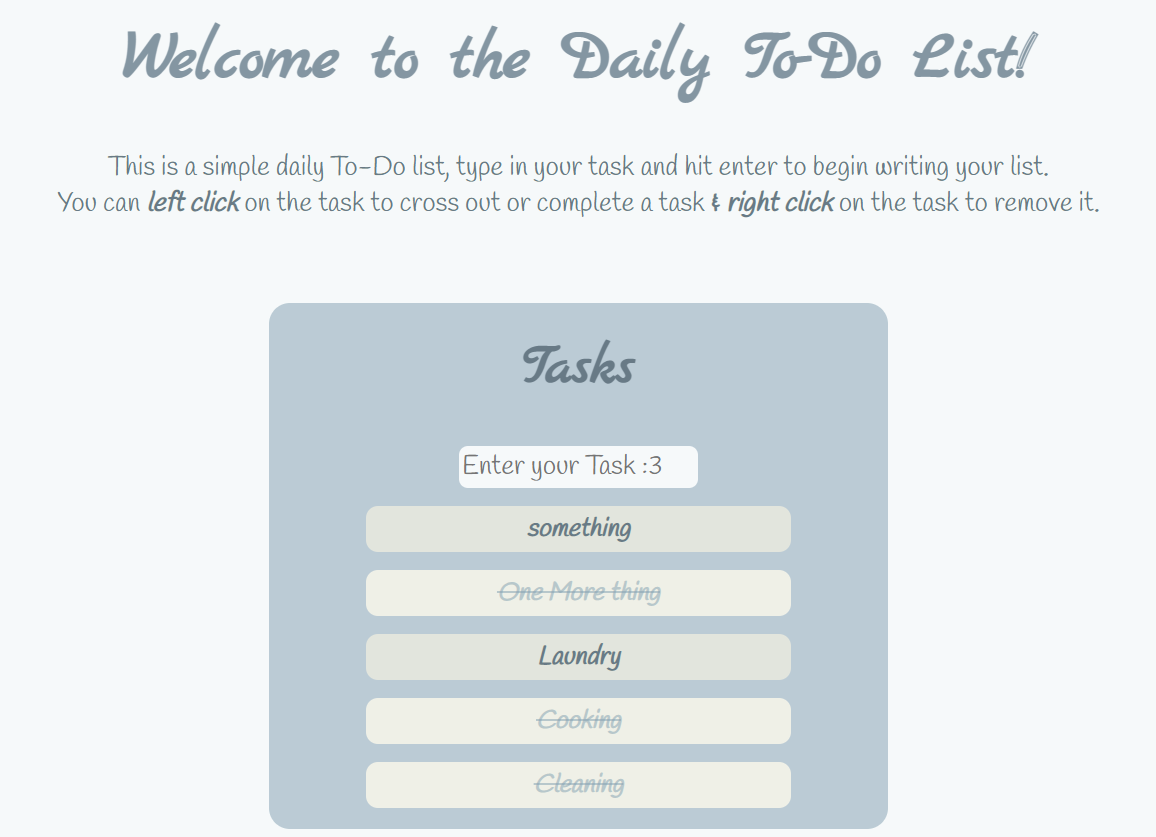 Welcome to the Daily To-Do List!
This is a simple daily To-Do list, type in your task and hit enter to begin writing your list.
You can left click on the task to cross out or complete a task & right click on the task to remove it.
Tasks
Enter your Task :3
something
One More thing
Laundry
Cooking
Cleaning